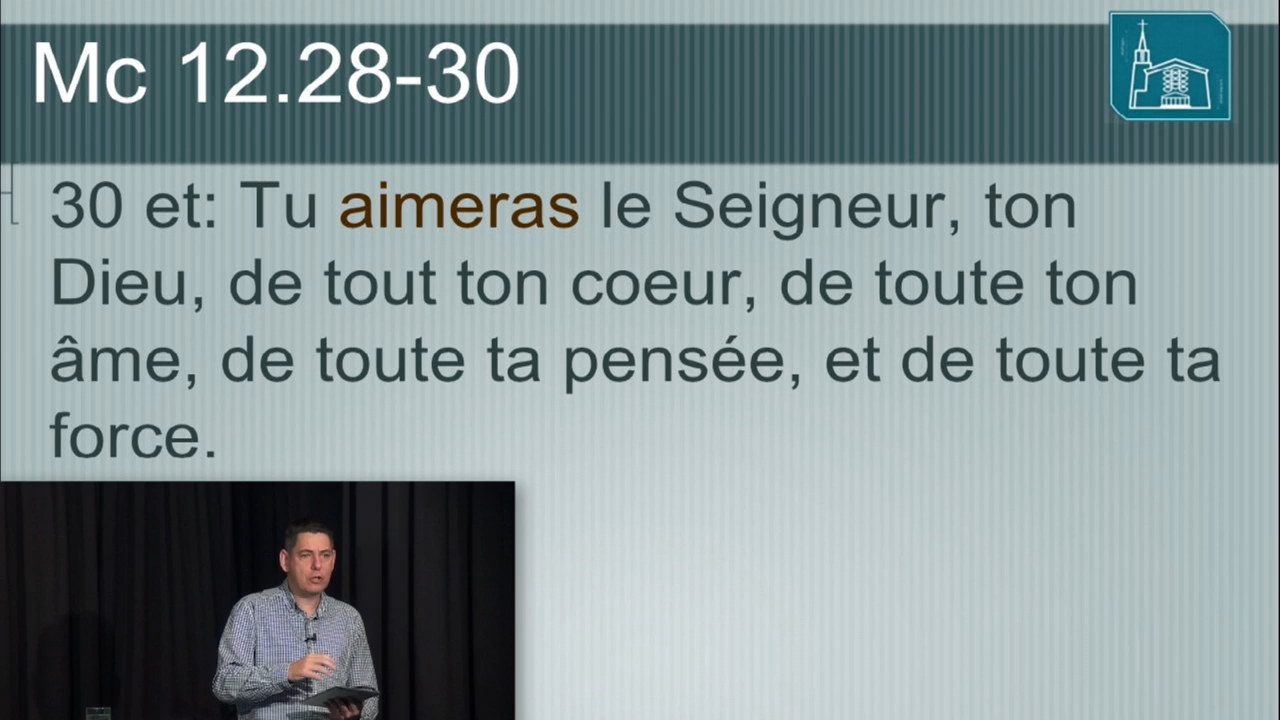 Mc 12.28-30
30 et: Tu aimeras le Seigneur, ton
Dieu, de tout ton coeur, de toute ton
âme, de toute ta pensée, et de toute ta
force.